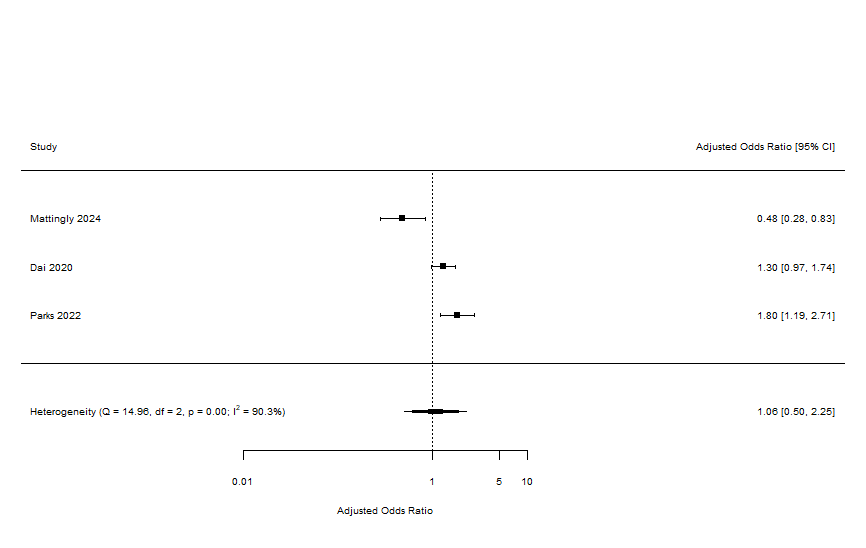 Study Adjusted Odds Ratio [95% CI]
Mattingly 2024 0.48 [0.28, 0.83]
Dai 2020 1.30 [0.97, 1.74]
Parks 2022 1.80 [1.19, 2.71]
Heterogeneity (Q = 14.96, df = 2, p = 0.00; I² = 90.3%) 1.06 [0.50, 2.25]
0.01 1 5 10
Adjusted Odds Ratio